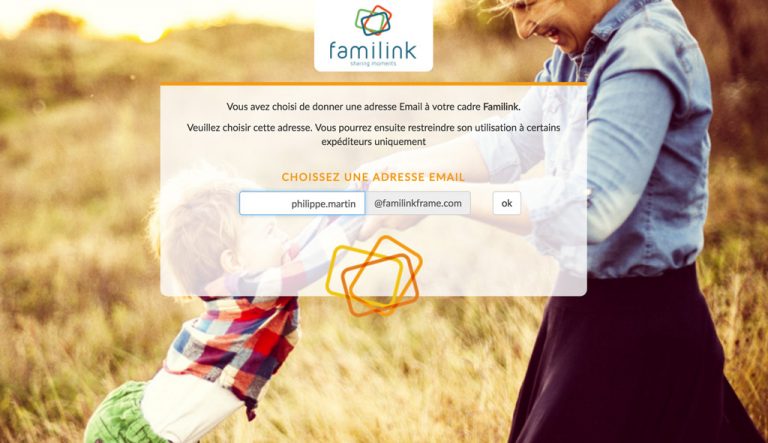 familink
sharing moments
Vous avez choisi de donner une adresse Email à votre cadre Familink.
Veuillez choisir cette adresse. Vous pourrez ensuite restreindre son utilisation à certains
expéditeurs uniquement
CHOISSEZ UNE ADRESSE EMAIL
philippe.martin @familinkframe.com ok